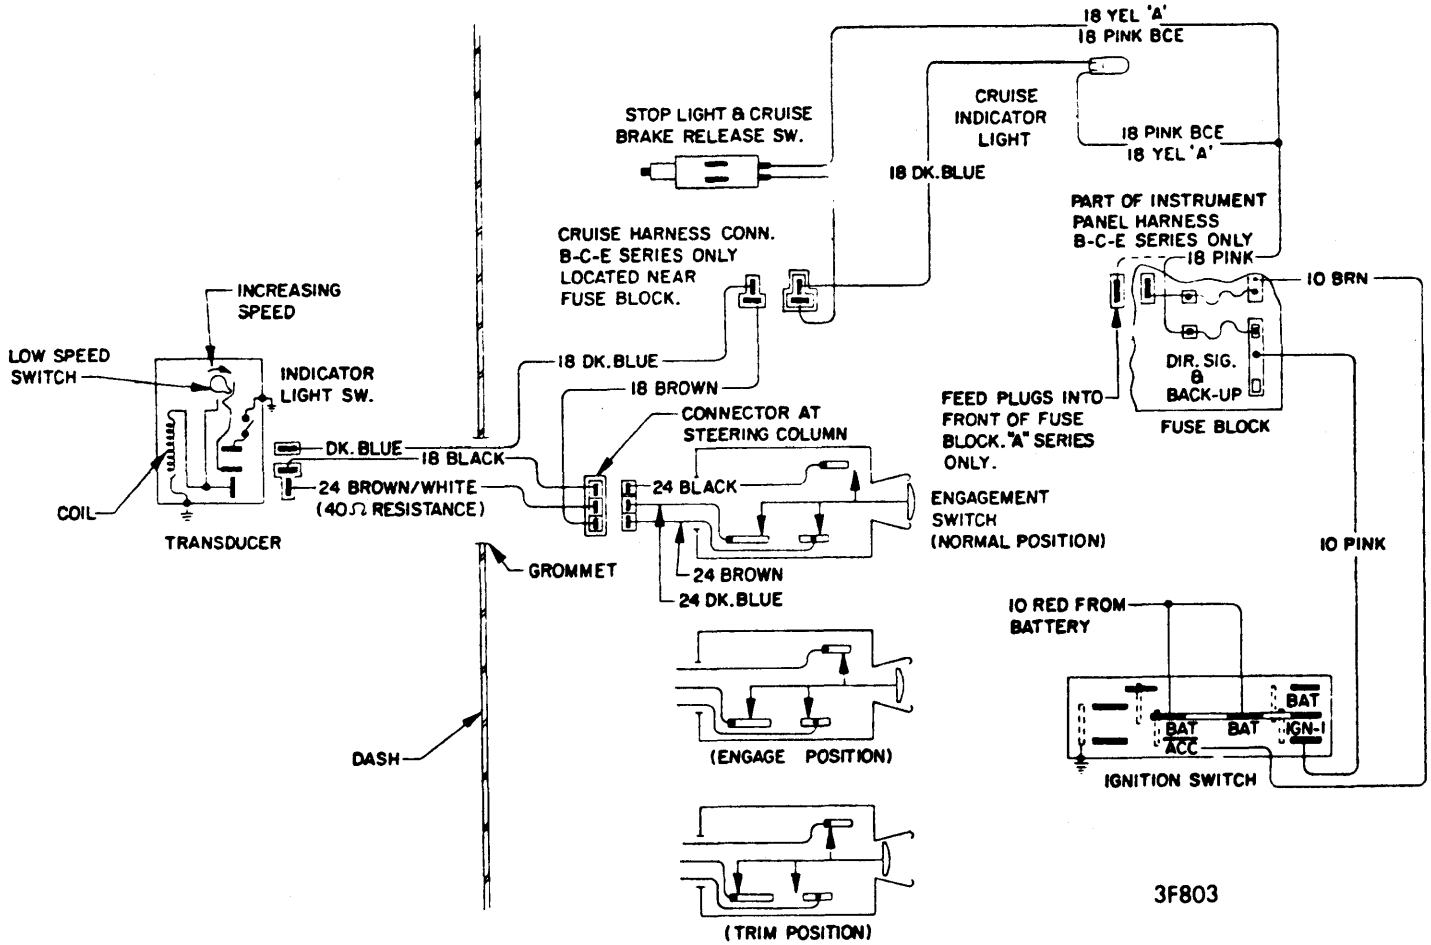 18 YEL 'A'
18 PINK BCE
STOP LIGHT & CRUISE
BRAKE RELEASE SW.
CRUISE
INDICATOR
LIGHT
18 PINK BCE
18 YEL 'A'
18 DK.BLUE
PART OF INSTRUMENT
PANEL HARNESS
B-C-E SERIES ONLY
18 PINK
CRUISE HARNESS CONN.
B-C-E SERIES ONLY
LOCATED NEAR
FUSE BLOCK.
10 BRN
INCREASING
SPEED
LOW SPEED
SWITCH
INDICATOR
LIGHT SW.
18 DK.BLUE
18 BROWN
DIR. SIG.
&
BACK-UP
FUSE BLOCK
FEED PLUGS INTO
FRONT OF FUSE
BLOCK."A" SERIES
ONLY.
CONNECTOR AT
STEERING COLUMN
DK.BLUE
18 BLACK
24 BROWN/WHITE
(40Ω RESISTANCE)
24 BLACK
ENGAGEMENT
SWITCH
(NORMAL POSITION)
COIL
TRANSDUCER
GROMMET
24 BROWN
24 DK.BLUE
10 PINK
10 RED FROM
BATTERY
BAT
BAT
BAT
IGN-1
ACC
IGNITION SWITCH
DASH
(ENGAGE POSITION)
3F803
(TRIM POSITION)